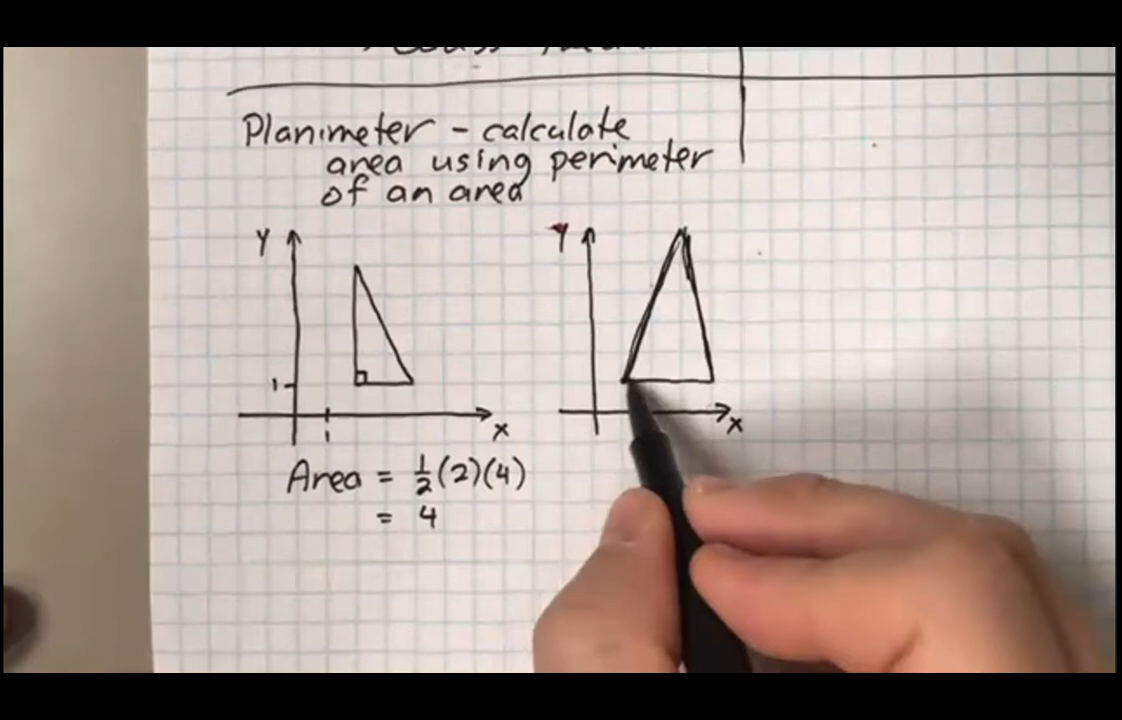 Planimeter - calculate
area using perimeter
of an area
Y
Y
1
1
x
x
Area = ½(2)(4)
= 4